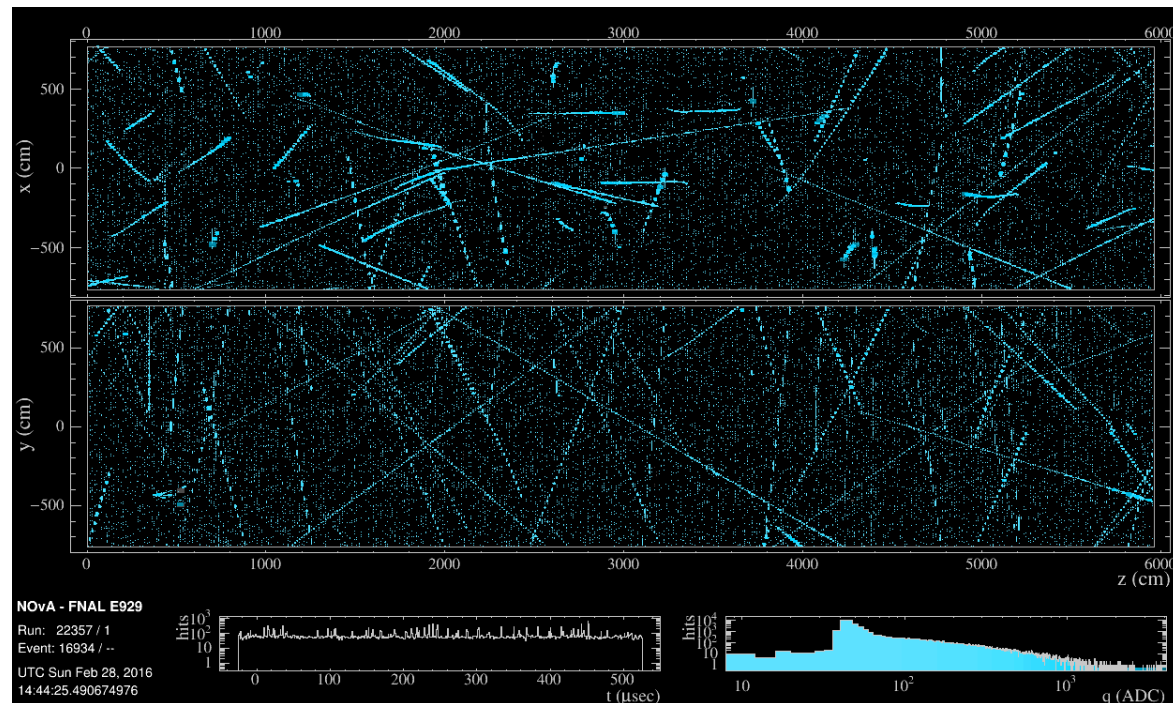 0 1000 2000 3000 4000 5000 6000
500
0
−500
x (cm)
500
0
−500
y (cm)
0 1000 2000 3000 4000 5000 6000
z (cm)
NOvA - FNAL E929
Run: 22357 / 1
Event: 16934 / --
UTC Sun Feb 28, 2016
14:44:25.490674976
hits
10³
10²
10
1
0 100 200 300 400 500
t (μsec)
hits
10⁴
10³
10²
10
1
10 10² 10³
q (ADC)